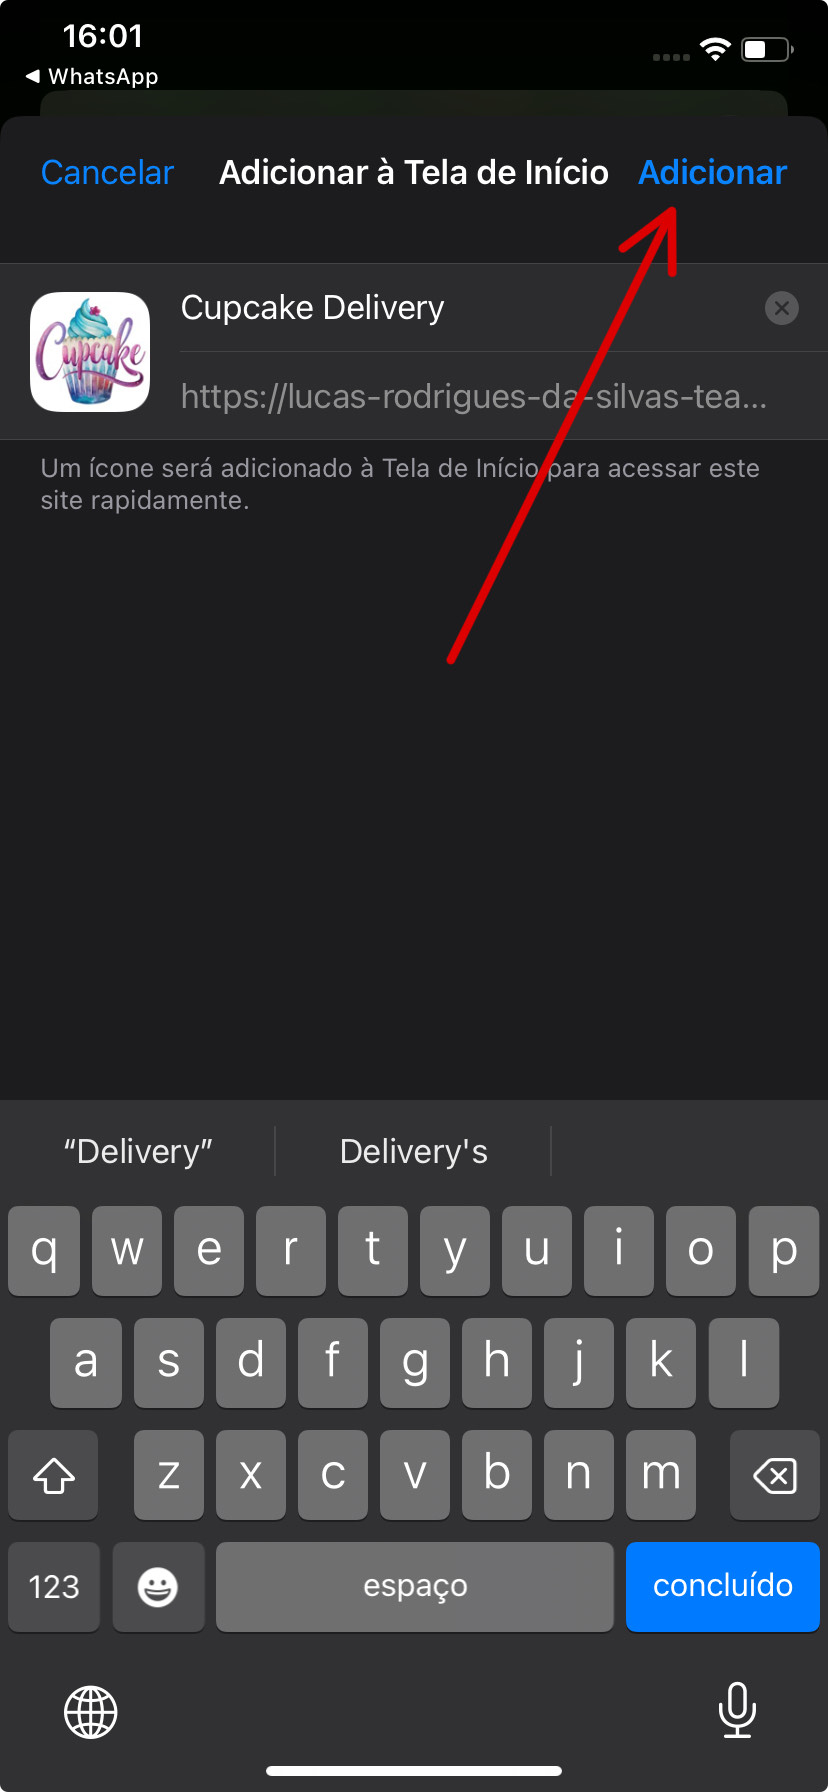 16:01
◀ WhatsApp
Cancelar Adicionar à Tela de Início Adicionar
Cupcake
Cupcake Delivery
https://lucas-rodrigues-da-silvas-tea...
Um ícone será adicionado à Tela de Início para acessar este
site rapidamente.
“Delivery” Delivery's
q w e r t y u i o p
a s d f g h j k l
z x c v b n m
123 espaço concluído